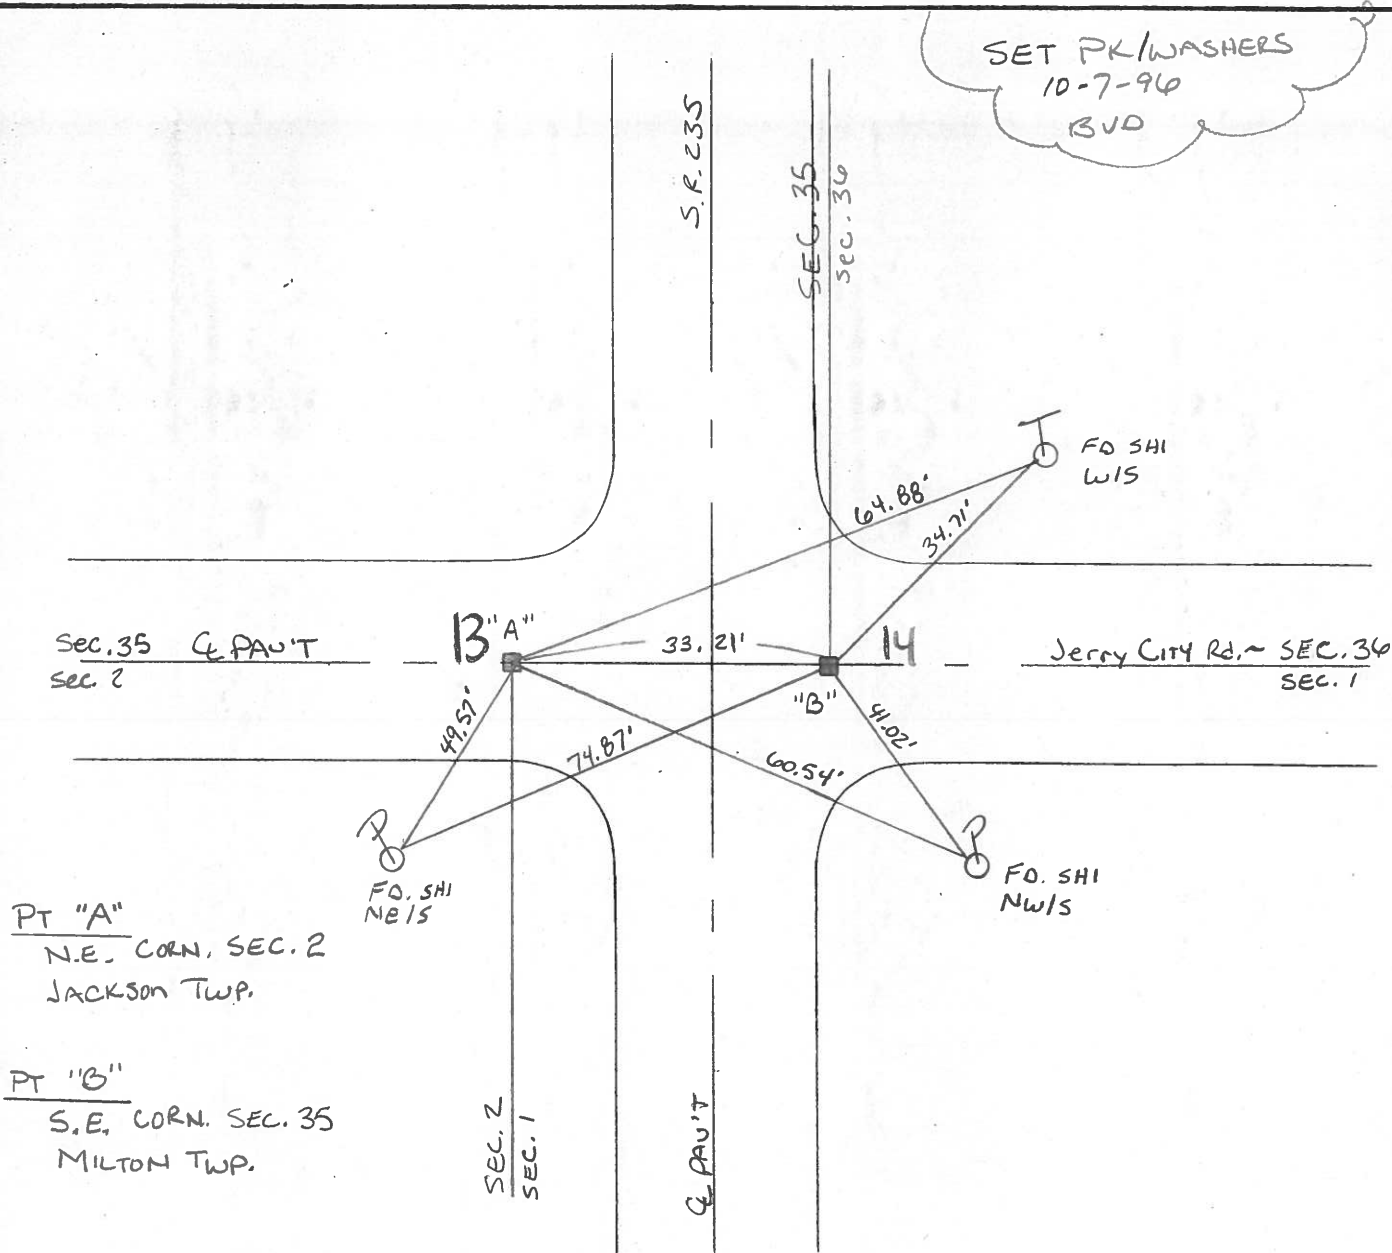 SET PK/WASHERS
10-7-96
BVD
S.R. 235
SEC. 35
SEC. 36
FD SHI
W/S
64.88'
34.71'
13 "A"
33.21'
14
Sec. 35 ℄ PAV'T
Sec. 2
Jerry City Rd. ~ SEC. 36
SEC. 1
"B"
49.57'
74.87'
60.54'
41.02'
FD. SHI
NE/S
FD. SHI
NW/S
PT "A"
N.E. CORN. SEC. 2
JACKSON TWP.
PT "B"
S.E. CORN. SEC. 35
MILTON TWP.
SEC. 2
SEC. 1
℄ PAV'T